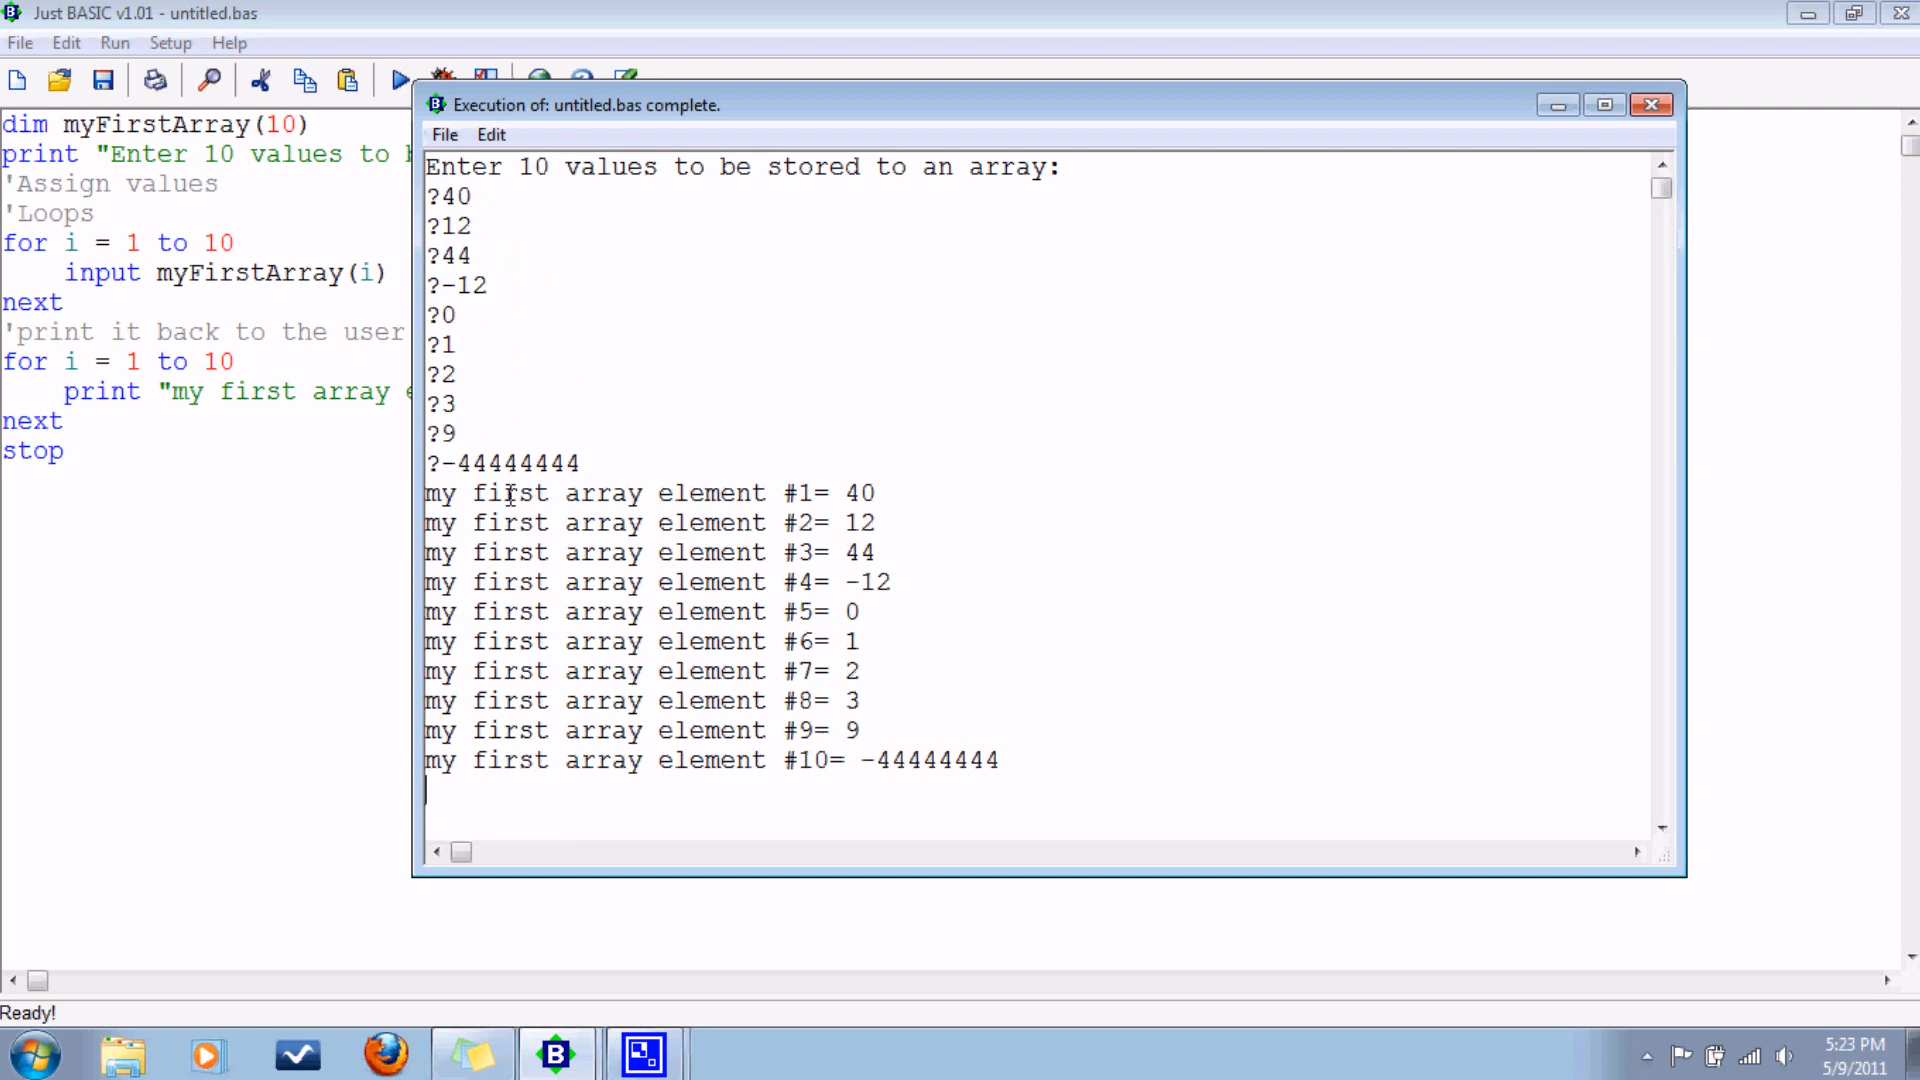 Just BASIC v1.01 - untitled.bas
File Edit Run Setup Help
dim myFirstArray(10)
print "Enter 10 values to
'Assign values
'Loops
for i = 1 to 10
input myFirstArray(i)
next
'print it back to the user
for i = 1 to 10
print "my first array
next
stop
Execution of: untitled.bas complete.
File Edit
Enter 10 values to be stored to an array:
?40
?12
?44
?-12
?0
?1
?2
?3
?9
?-44444444
my first array element #1= 40
my first array element #2= 12
my first array element #3= 44
my first array element #4= -12
my first array element #5= 0
my first array element #6= 1
my first array element #7= 2
my first array element #8= 3
my first array element #9= 9
my first array element #10= -44444444
Ready!
5:23 PM
5/9/2011